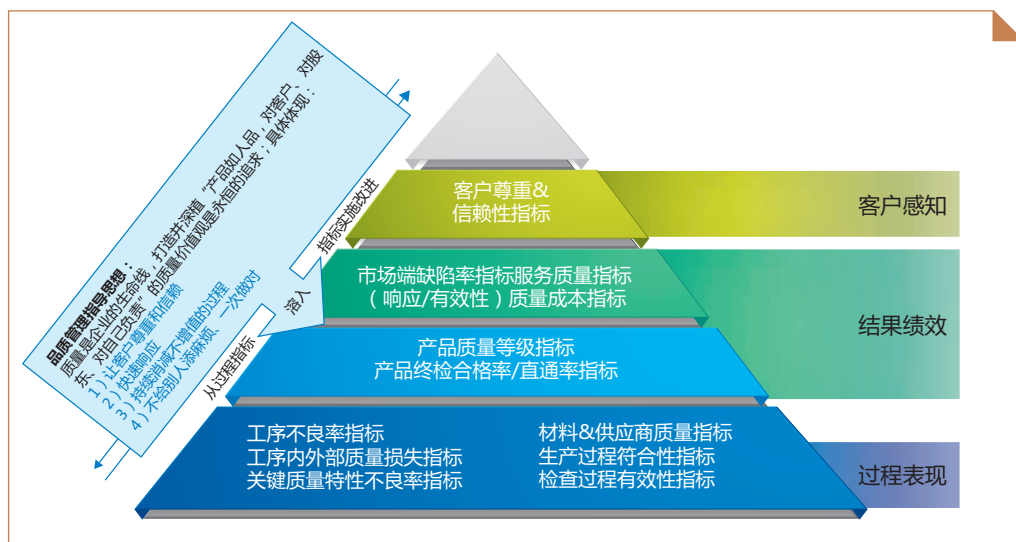 品质管理指导思想：
质量是企业的生命线，打造并深植“产品如人品，对客户、对股
东、对自己负责”的质量价值观是永恒的追求；具体体现：
1）让客户尊重和信赖
2）快速响应
3）持续消减不增值的过程
4）不给别人添麻烦、一次做对
从过程指标
溶入
指标实施改进
客户尊重&
信赖性指标
客户感知
市场端缺陷率指标服务质量指标
（响应/有效性）质量成本指标
结果绩效
产品质量等级指标
产品终检合格率/直通率指标
工序不良率指标
工序内外部质量损失指标
关键质量特性不良率指标
材料&供应商质量指标
生产过程符合性指标
检查过程有效性指标
过程表现